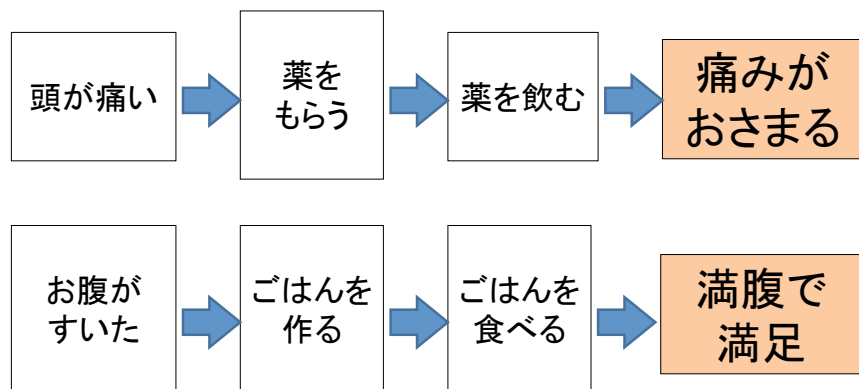 頭が痛い
薬を
もらう
薬を飲む
痛みが
おさまる
お腹が
すいた
ごはんを
作る
ごはんを
食べる
満腹で
満足